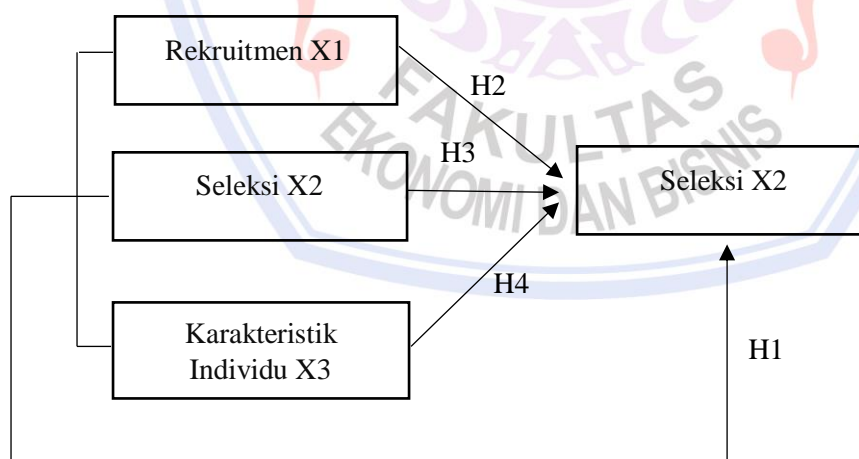 Rekruitmen X1
H2
FAKULTAS
EKONOMI DAN BISNIS
H3
Seleksi X2
Seleksi X2
H4
Karakteristik
Individu X3
H1